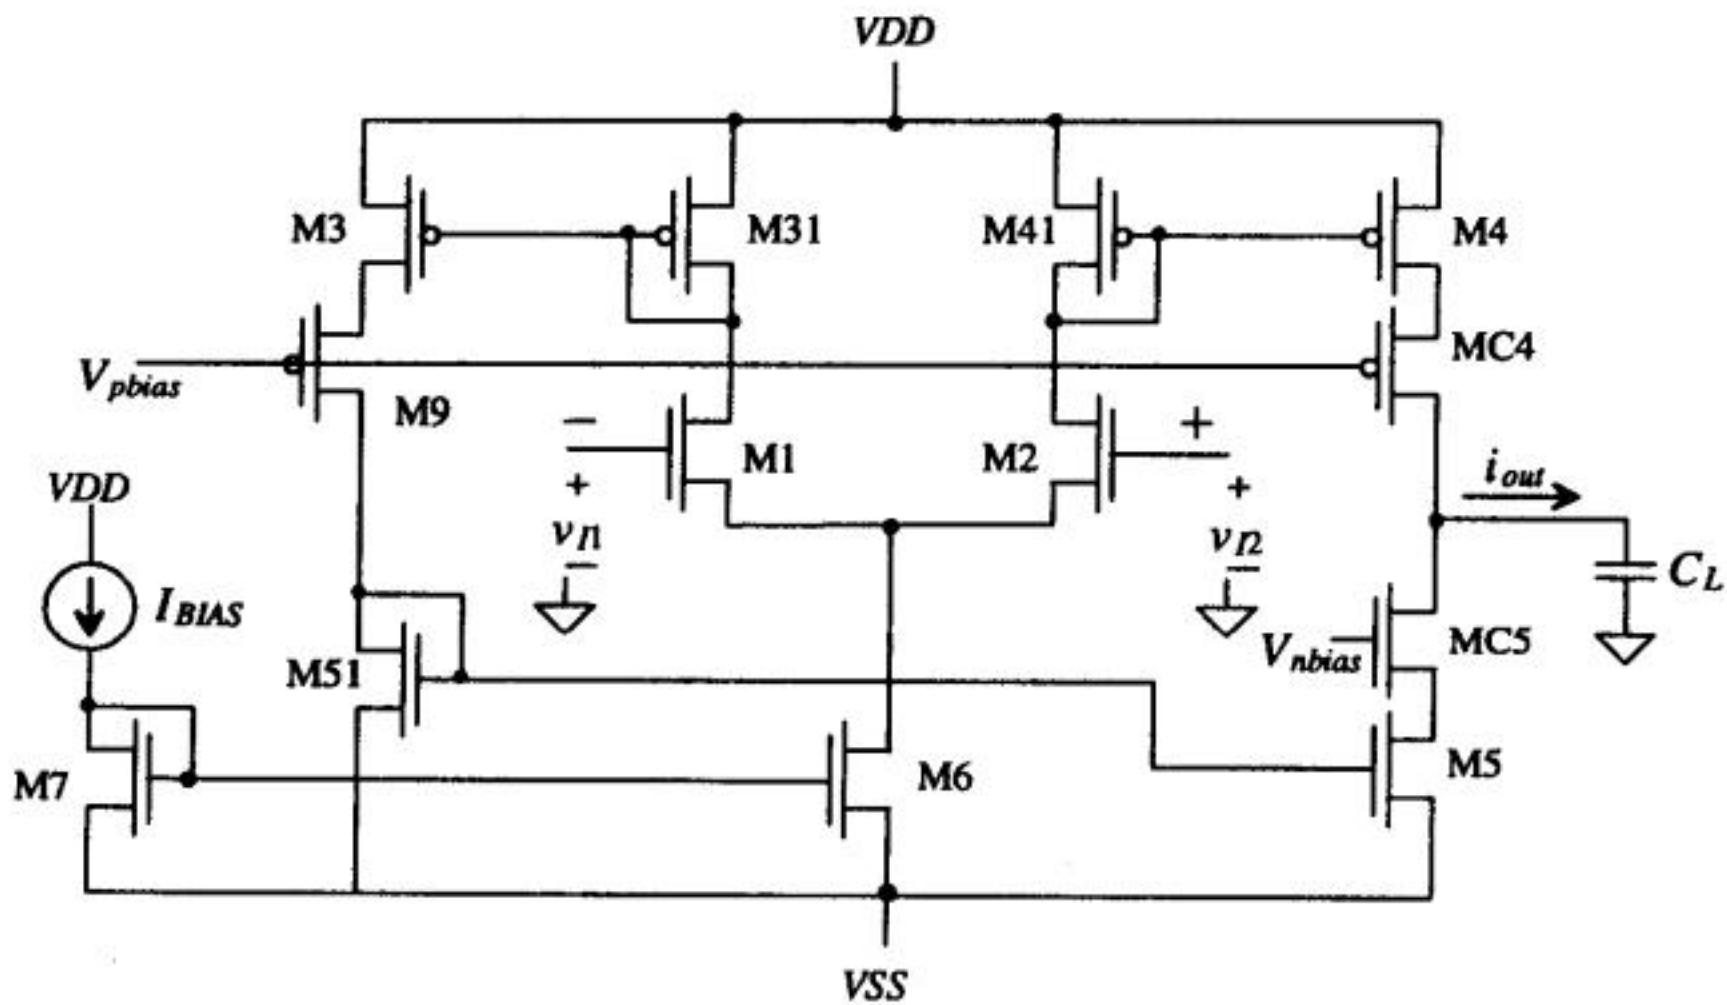 VDD
M3
M31
M41
M4
MC4
Vpbias
M9
−
+
M1
M2
VDD
iout
+
+
vI1
vI2
−
−
CL
IBIAS
M51
Vnbias
MC5
M7
M6
M5
VSS